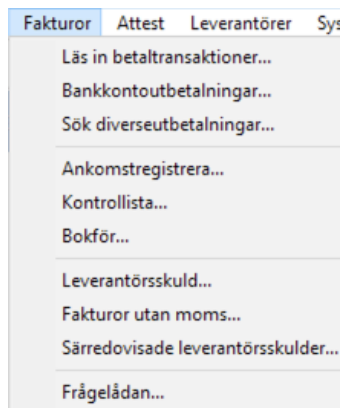 Fakturor Attest Leverantörer Sys
Läs in betaltransaktioner...
Bankkontoutbetalningar...
Sök diverseutbetalningar...
Ankomstregistrera...
Kontrollista...
Bokför...
Leverantörsskuld...
Fakturor utan moms...
Särredovisade leverantörsskulder...
Frågelådan...